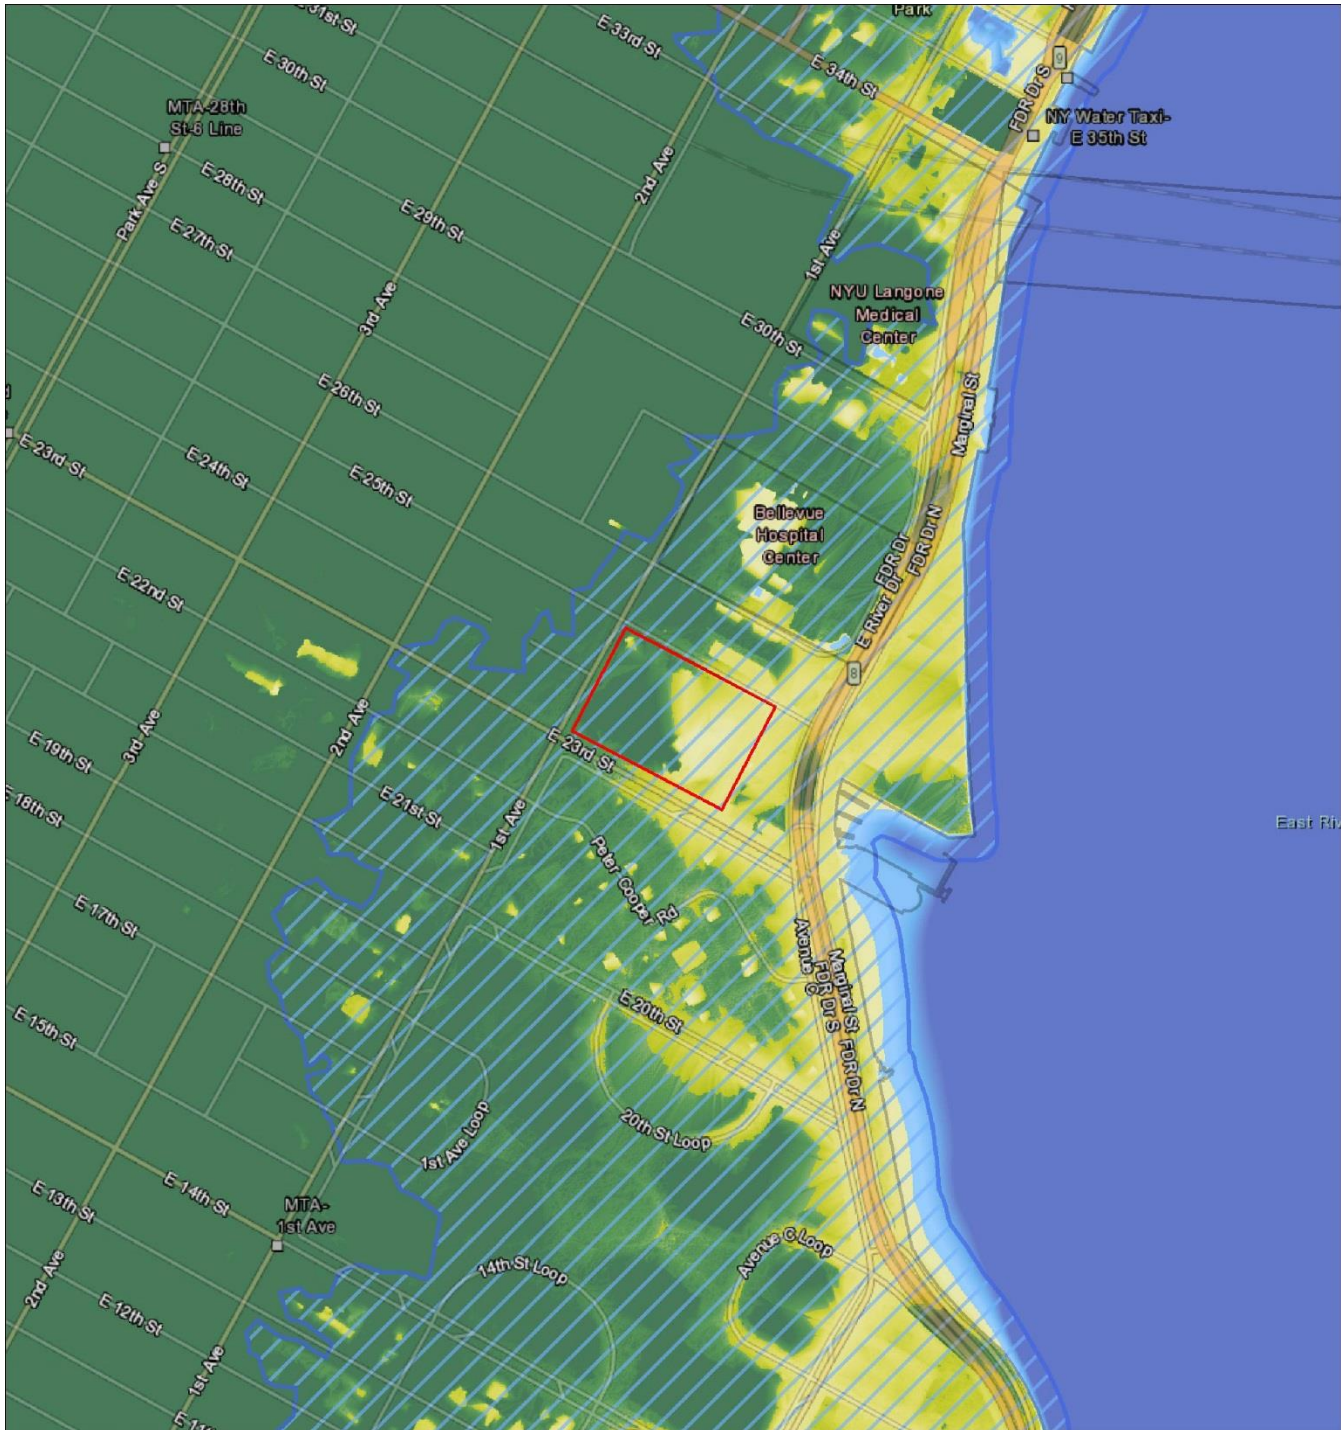 31st St
E 33rd St
Park
E 30th St
E 34th St
9
FDR Dr S
MTA-28th
St-6 Line
NY Water Taxi-
E 35th St
E 28th St
2nd Ave
Park Ave S
E 27th St
E 29th St
1st Ave
3rd Ave
NYU Langone
Medical
Center
E 30th St
E 26th St
Marginal St
E 23rd St
E 24th St
E 25th St
Bellevue
Hospital
Center
FDR Dr
FDR Dr N
E River Dr
E 22nd St
2nd Ave
3rd Ave
E 23rd St
E 19th St
E 18th St
E 21st St
1st Ave
East Riv
Peter Cooper
Rd
E 17th St
Avenue C
Marginal St
FDR Dr S
FDR Dr N
E 20th St
E 15th St
20th St Loop
1st Ave Loop
E 14th St
MTA-
1st Ave
E 13th St
14th St Loop
Avenue C Loop
2nd Ave
E 12th St
1st Ave